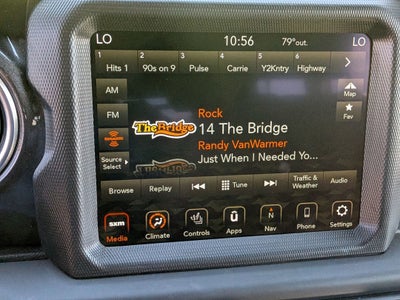 LO 10:56 79°out. LO
1 2 3 4 5 6
Hits 1 90s on 9 Pulse Carrie Y2Kntry Highway
AM
Map
FM
Fav
Rock
TheBridge
14 The Bridge
SiriusXM
Randy VanWarmer
Source Select
Just When I Needed Yo...
Browse Replay Tune Traffic & Weather Audio
sxm
Media Climate Controls Apps Nav Phone Settings
N